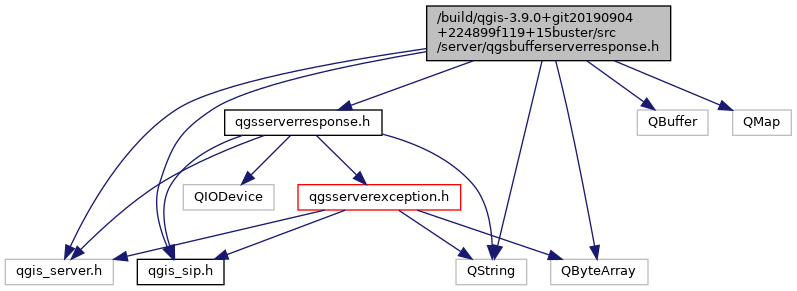 /build/qgis-3.9.0+git20190904
+224899f119+15buster/src
/server/qgsbufferserverresponse.h
qgsserverresponse.h
QBuffer
QMap
QIODevice
qgsserverexception.h
qgis_server.h
qgis_sip.h
QString
QByteArray